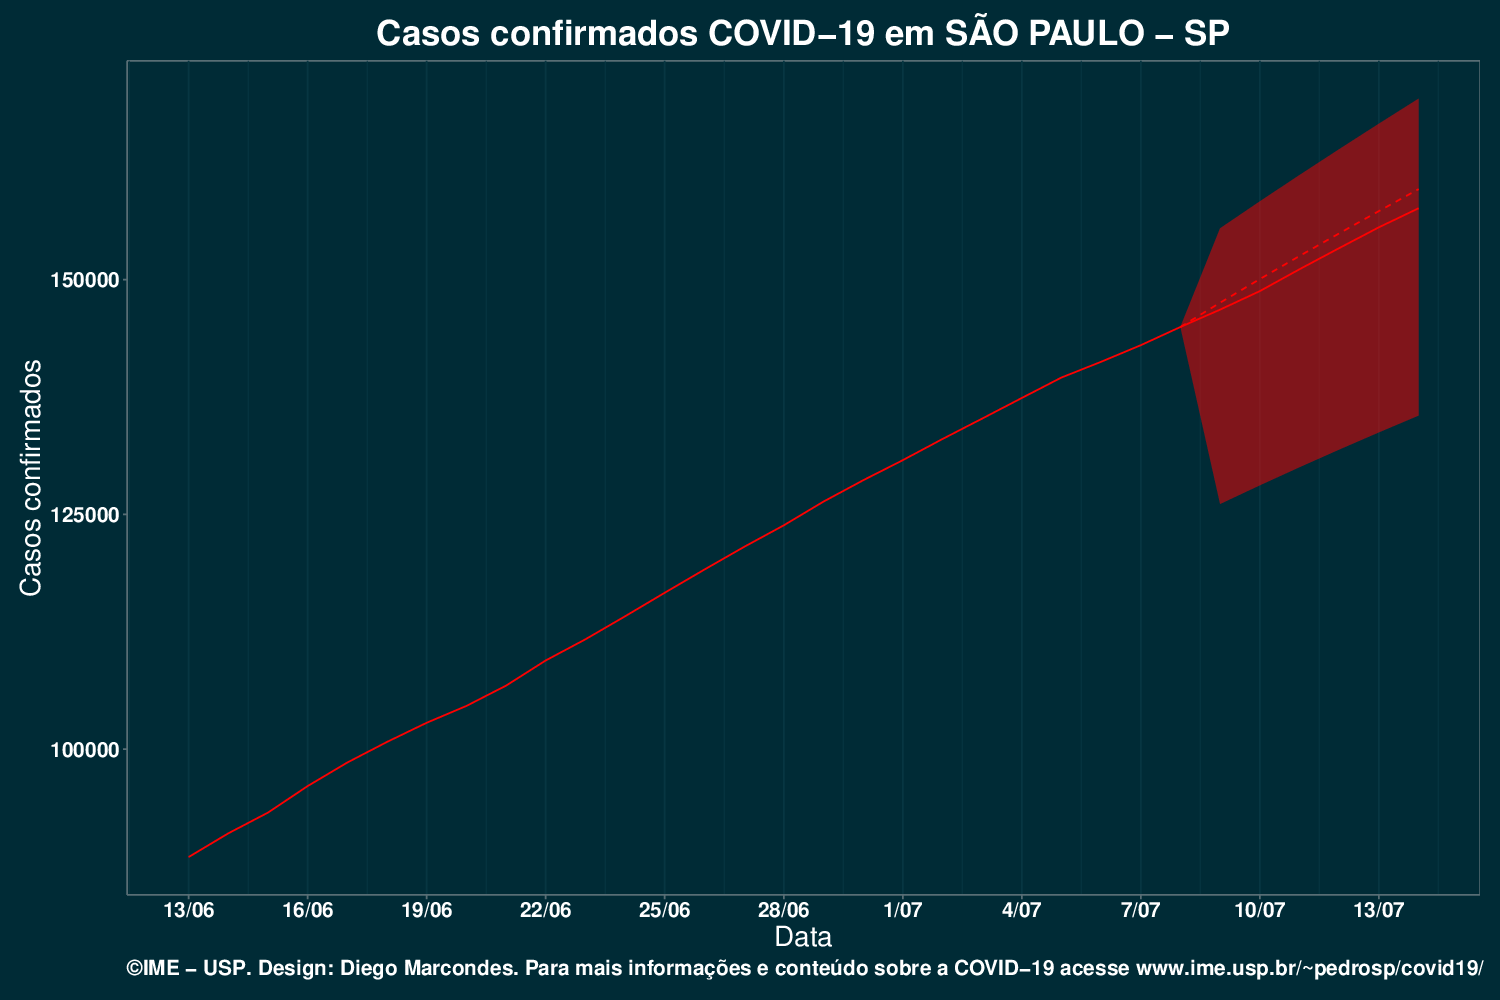 Casos confirmados COVID−19 em SÃO PAULO − SP
Casos confirmados
150000
125000
100000
13/06 16/06 19/06 22/06 25/06 28/06 1/07 4/07 7/07 10/07 13/07
Data
©IME − USP. Design: Diego Marcondes. Para mais informações e conteúdo sobre a COVID−19 acesse www.ime.usp.br/~pedrosp/covid19/